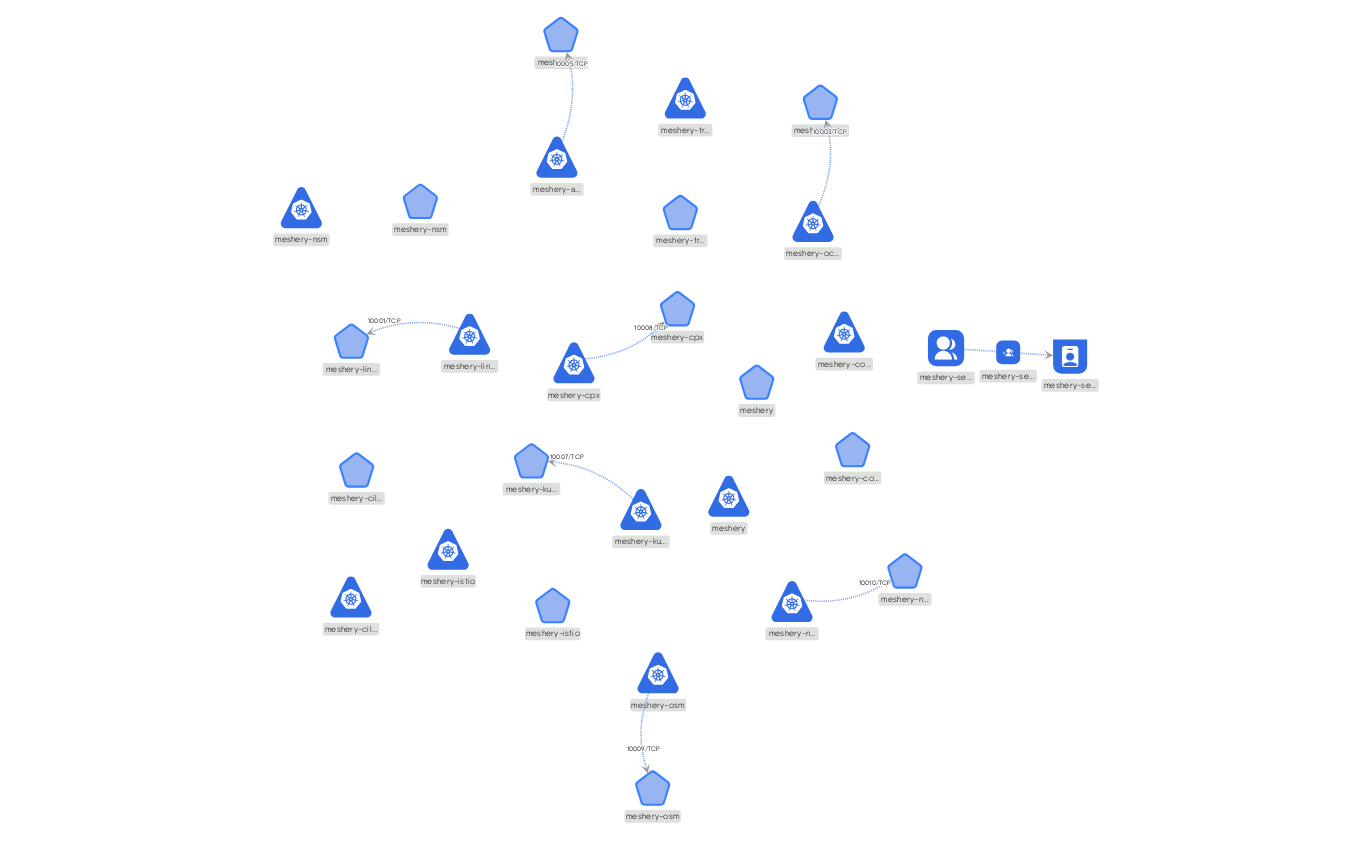 10005/TCP
meshery-tr...
10003/TCP
meshery-a...
meshery-nsm
meshery-nsm
meshery-tr...
meshery-oc...
10001/TCP
10008/TCP
meshery-cpx
meshery-lin...
meshery-lin...
meshery-co...
meshery-se...
meshery-se...
meshery-se...
meshery-cpx
meshery
10007/TCP
meshery-cil...
meshery-ku...
meshery-co...
meshery-ku...
meshery
meshery-istio
10010/TCP
meshery-n...
meshery-cil...
meshery-istio
meshery-n...
meshery-osm
10009/TCP
meshery-osm